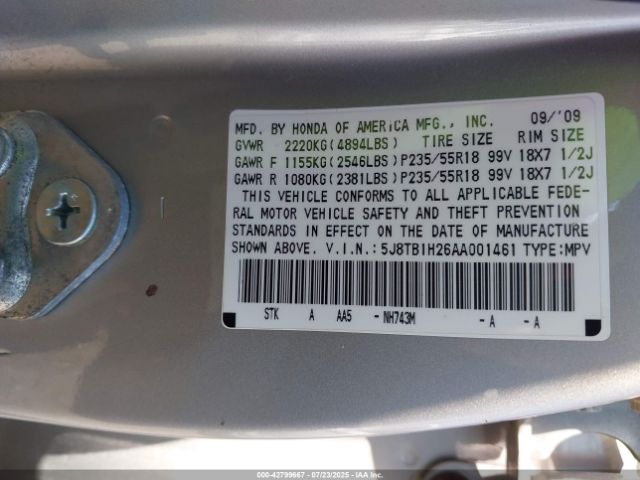 MFD. BY HONDA OF AMERICA MFG., INC. 09/'09
GVWR 2220KG(4894LBS) TIRE SIZE RIM SIZE
GAWR F 1155KG(2546LBS)P235/55R18 99V 18X7 1/2J
GAWR R 1080KG(2381LBS)P235/55R18 99V 18X7 1/2J
THIS VEHICLE CONFORMS TO ALL APPLICABLE FEDE-
RAL MOTOR VEHICLE SAFETY AND THEFT PREVENTION
STANDARDS IN EFFECT ON THE DATE OF MANUFACTURE
SHOWN ABOVE. V.I.N.:5J8TB1H26AA001461 TYPE:MPV
STK A AA5 - NH743M - A - A
000-42799667 | 07/23/2025 | IAA Inc.